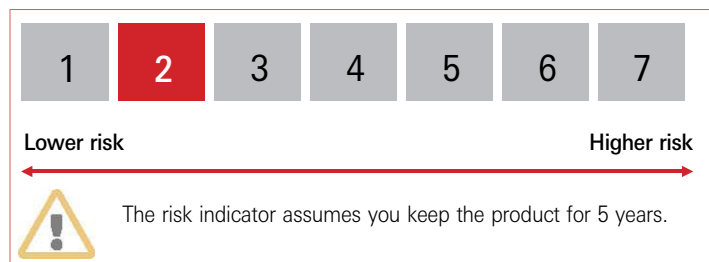 1 2 3 4 5 6 7
Lower risk Higher risk
The risk indicator assumes you keep the product for 5 years.